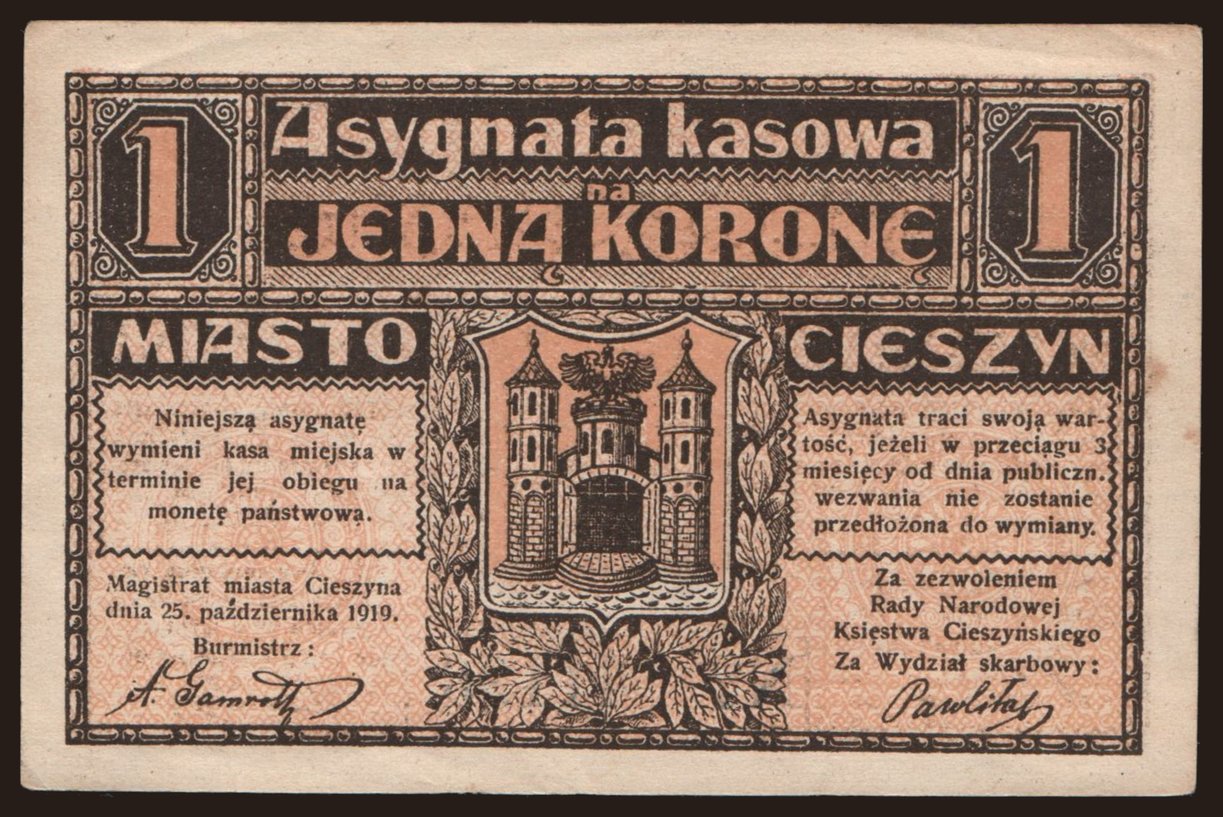 1 Asygnata kasowa 1
na
JEDNĄ KORONĘ
MIASTO CIESZYN
Niniejszą asygnatę
wymieni kasa miejska w
terminie jej obiegu na
monetę państwową.
Asygnata traci swoją war-
tość, jeżeli w przeciągu 3
miesięcy od dnia publiczn.
wezwania nie zostanie
przedłożona do wymiany.
Magistrat miasta Cieszyna
dnia 25. października 1919.
Burmistrz :
A. Gamroth
Za zezwoleniem
Rady Narodowej
Księstwa Cieszyńskiego
Za Wydział skarbowy :